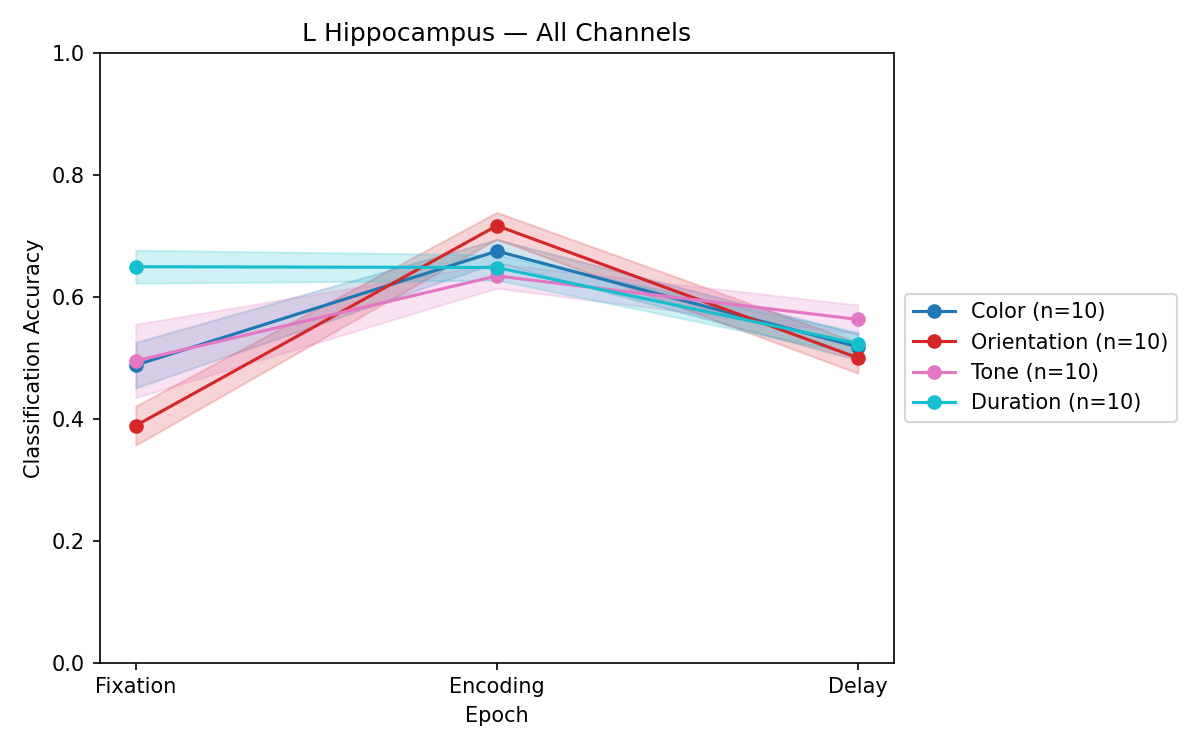 L Hippocampus — All Channels
Classification Accuracy
1.0
0.8
0.6
0.4
0.2
0.0
Fixation
Encoding
Delay
Epoch
Color (n=10)
Orientation (n=10)
Tone (n=10)
Duration (n=10)